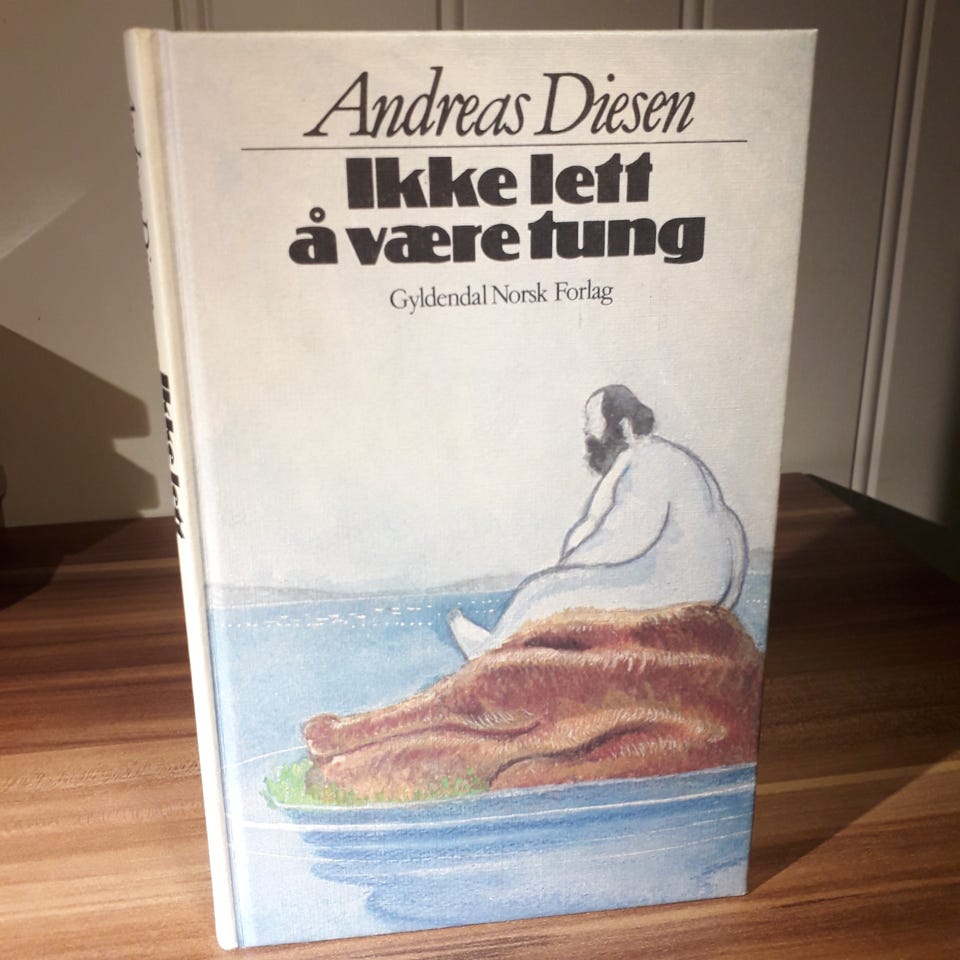 Andreas Diesen
Ikke lett
å være tung
Gyldendal Norsk Forlag
Ikke lett